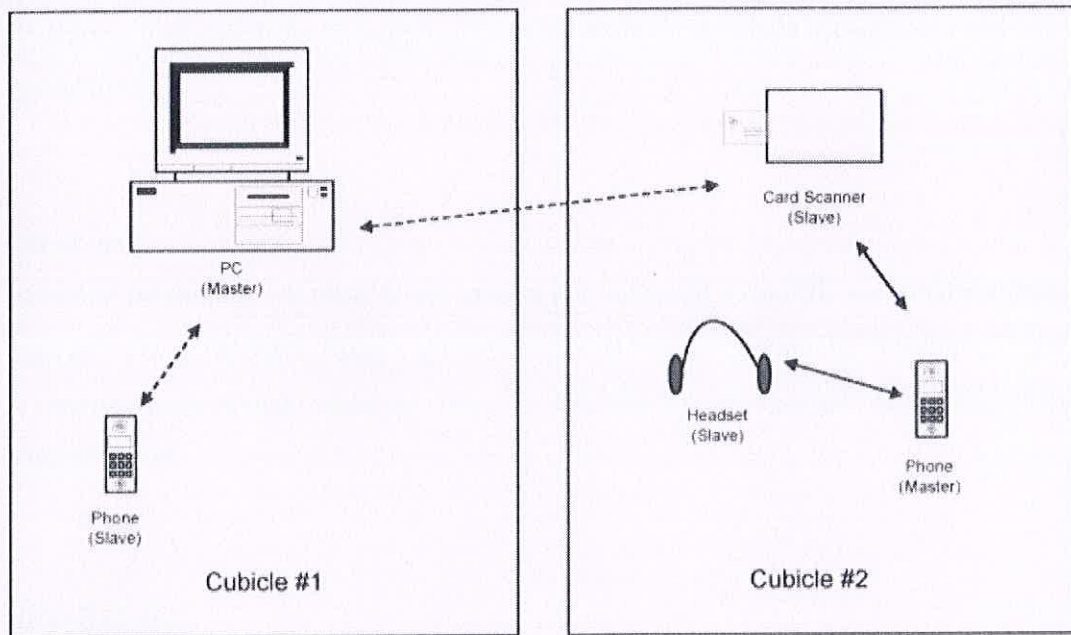 PC
(Master)
Phone
(Slave)
Cubicle #1
Card Scanner
(Slave)
Headset
(Slave)
Phone
(Master)
Cubicle #2